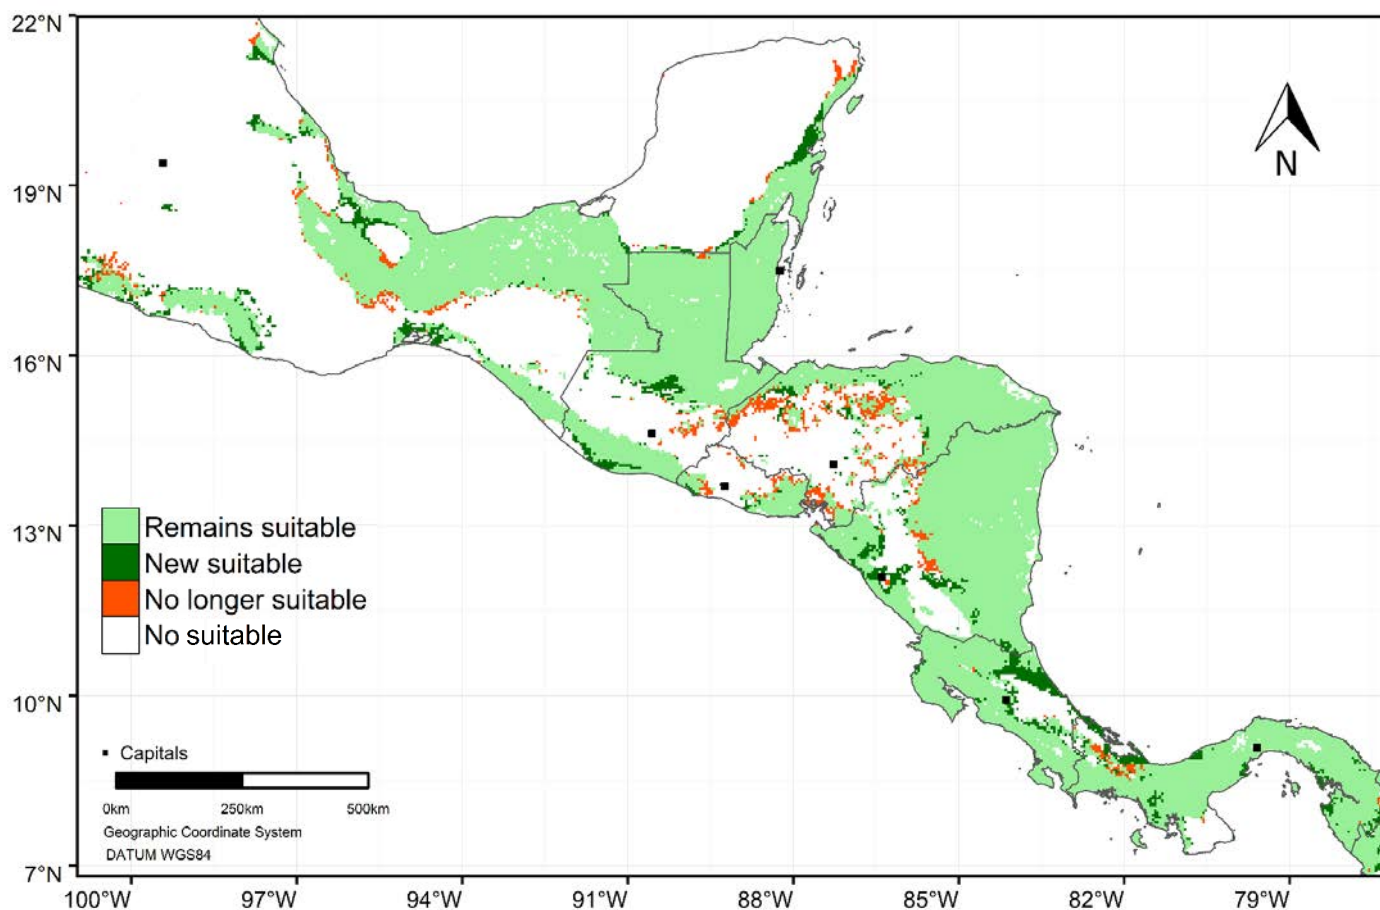 22°N
19°N
16°N
13°N
10°N
7°N
N
Remains suitable
New suitable
No longer suitable
No suitable
Capitals
0km 250km 500km
Geographic Coordinate System
DATUM WGS84
100°W 97°W 94°W 91°W 88°W 85°W 82°W 79°W